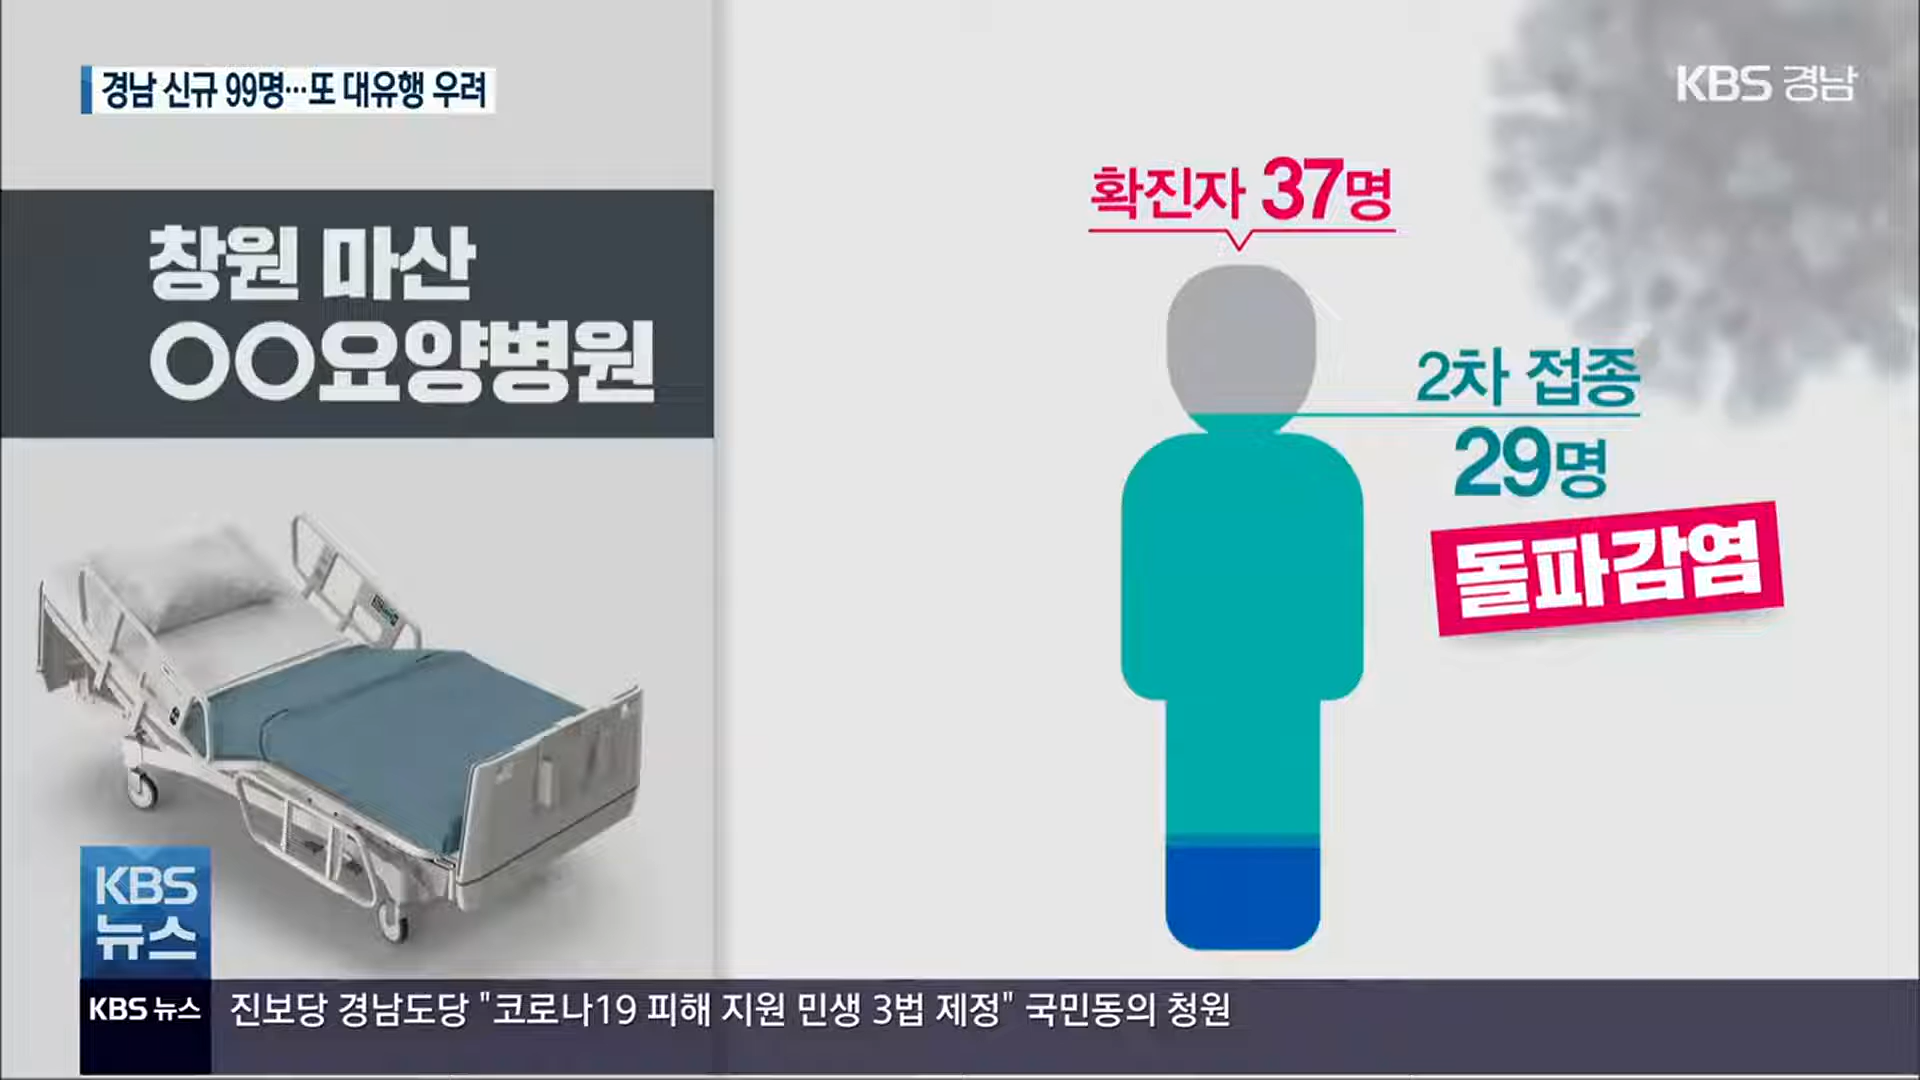 경남 신규 99명…또 대유행 우려
KBS 경남
창원 마산
○○요양병원
확진자 37명
2차 접종
29명
돌파감염
KBS
뉴스
KBS 뉴스
진보당 경남도당 "코로나19 피해 지원 민생 3법 제정" 국민동의 청원